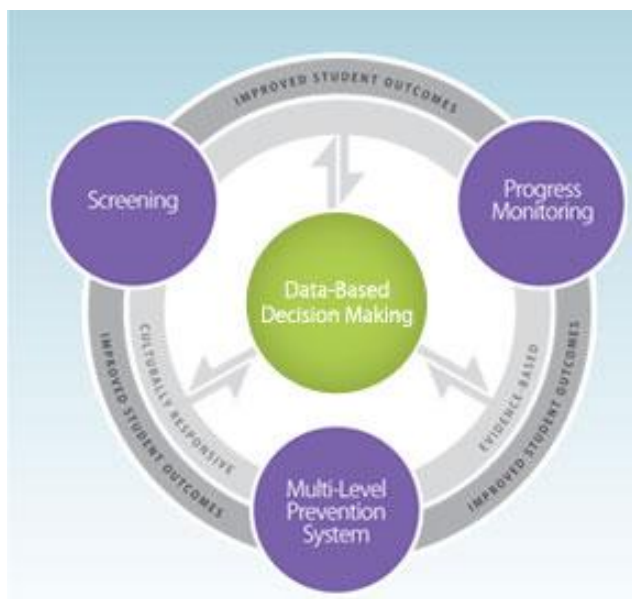 IMPROVED STUDENT OUTCOMES
Screening
Progress
Monitoring
Data-Based
Decision Making
CULTURALLY RESPONSIVE
EVIDENCE BASED
IMPROVED STUDENT OUTCOMES
IMPROVED STUDENT OUTCOMES
Multi-Level
Prevention
System